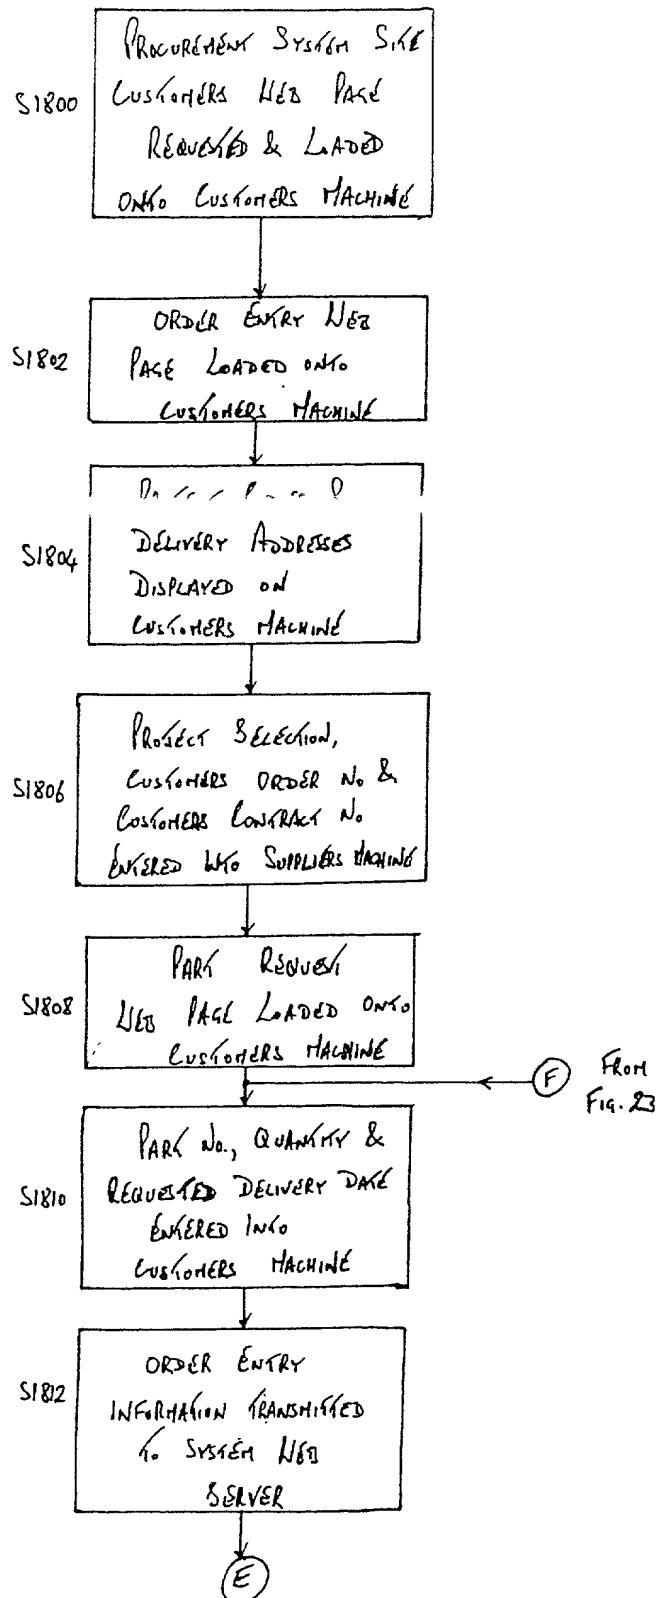 PROCUREMENT SYSTEM SITE
CUSTOMERS WEB PAGE
S1800
REQUESTED & LOADED
ONTO CUSTOMERS MACHINE
ORDER ENTRY WEB
S1802
PAGE LOADED ONTO
CUSTOMERS MACHINE
S1804
DELIVERY ADDRESSES
DISPLAYED ON
CUSTOMERS MACHINE
PROJECT SELECTION,
S1806
CUSTOMERS ORDER No &
CUSTOMERS CONTRACT No
ENTERED INTO SUPPLIERS MACHINE
PART REQUEST
S1808
WEB PAGE LOADED ONTO
CUSTOMERS MACHINE
F FROM
FIG. 23
PART No., QUANTITY &
S1810
REQUESTED DELIVERY DATE
ENTERED INTO
CUSTOMERS MACHINE
ORDER ENTRY
S1812
INFORMATION TRANSMITTED
TO SYSTEM WEB
SERVER
E